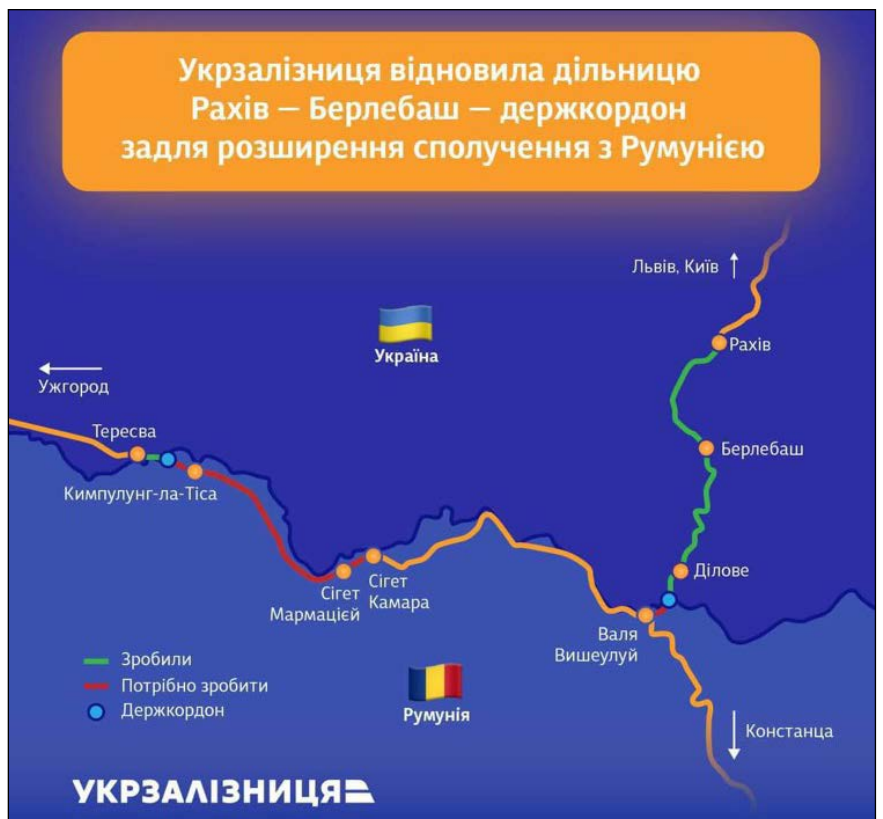 Укрзалізниця відновила дільницю
Рахів — Берлебаш — держкордон
задля розширення сполучення з Румунією
Львів, Київ
Україна
Рахів
Ужгород
Тересва
Берлебаш
Кимпулунг-ла-Тіса
Ділове
Сігет
Мармацієй
Сігет
Камара
Валя
Вишеулуй
Зробили
Потрібно зробити
Держкордон
Румунія
Констанца
УКРЗАЛІЗНИЦЯ